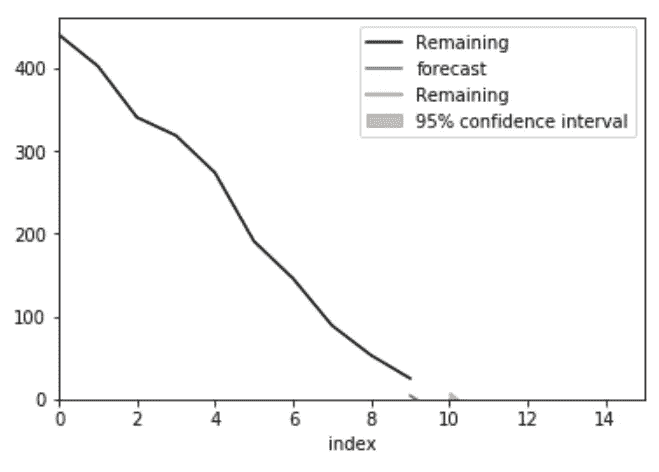 400
300
200
100
0
0 2 4 6 8 10 12 14
index
Remaining
forecast
Remaining
95% confidence interval